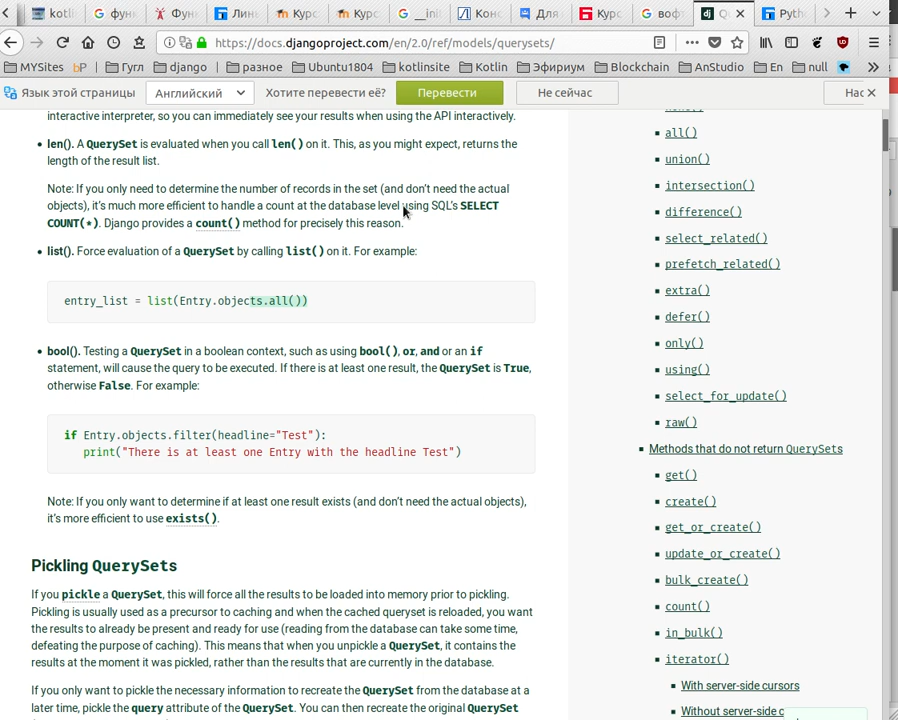 kotli
фун
Фун
Лин
Курс
Курс
__ini
Кон
Для
Курс
вофт
Q
Pyth
https://docs.djangoproject.com/en/2.0/ref/models/querysets/
MYSites
bP
Гугл
django
разное
Ubuntu1804
kotlinsite
Kotlin
Эфириум
Blockchain
AnStudio
En
null
Язык этой страницы
Английский
Хотите перевести её?
Перевести
Не сейчас
Нас
interactive interpreter, so you can immediately see your results when using the API interactively.
len(). A QuerySet is evaluated when you call len() on it. This, as you might expect, returns the
length of the result list.
Note: If you only need to determine the number of records in the set (and don't need the actual
objects), it's much more efficient to handle a count at the database level using SQL's SELECT
COUNT(*). Django provides a count() method for precisely this reason.
list(). Force evaluation of a QuerySet by calling list() on it. For example:
entry_list = list(Entry.objects.all())
bool(). Testing a QuerySet in a boolean context, such as using bool(), or, and or an if
statement, will cause the query to be executed. If there is at least one result, the QuerySet is True,
otherwise False. For example:
if Entry.objects.filter(headline="Test"):
print("There is at least one Entry with the headline Test")
Note: If you only want to determine if at least one result exists (and don't need the actual objects),
it's more efficient to use exists().
Pickling QuerySets
If you pickle a QuerySet, this will force all the results to be loaded into memory prior to pickling.
Pickling is usually used as a precursor to caching and when the cached queryset is reloaded, you want
the results to already be present and ready for use (reading from the database can take some time,
defeating the purpose of caching). This means that when you unpickle a QuerySet, it contains the
results at the moment it was pickled, rather than the results that are currently in the database.
If you only want to pickle the necessary information to recreate the QuerySet from the database at a
later time, pickle the query attribute of the QuerySet. You can then recreate the original QuerySet
all()
union()
intersection()
difference()
select_related()
prefetch_related()
extra()
defer()
only()
using()
select_for_update()
raw()
Methods that do not return QuerySets
get()
create()
get_or_create()
update_or_create()
bulk_create()
count()
in_bulk()
iterator()
With server-side cursors
Without server-side c